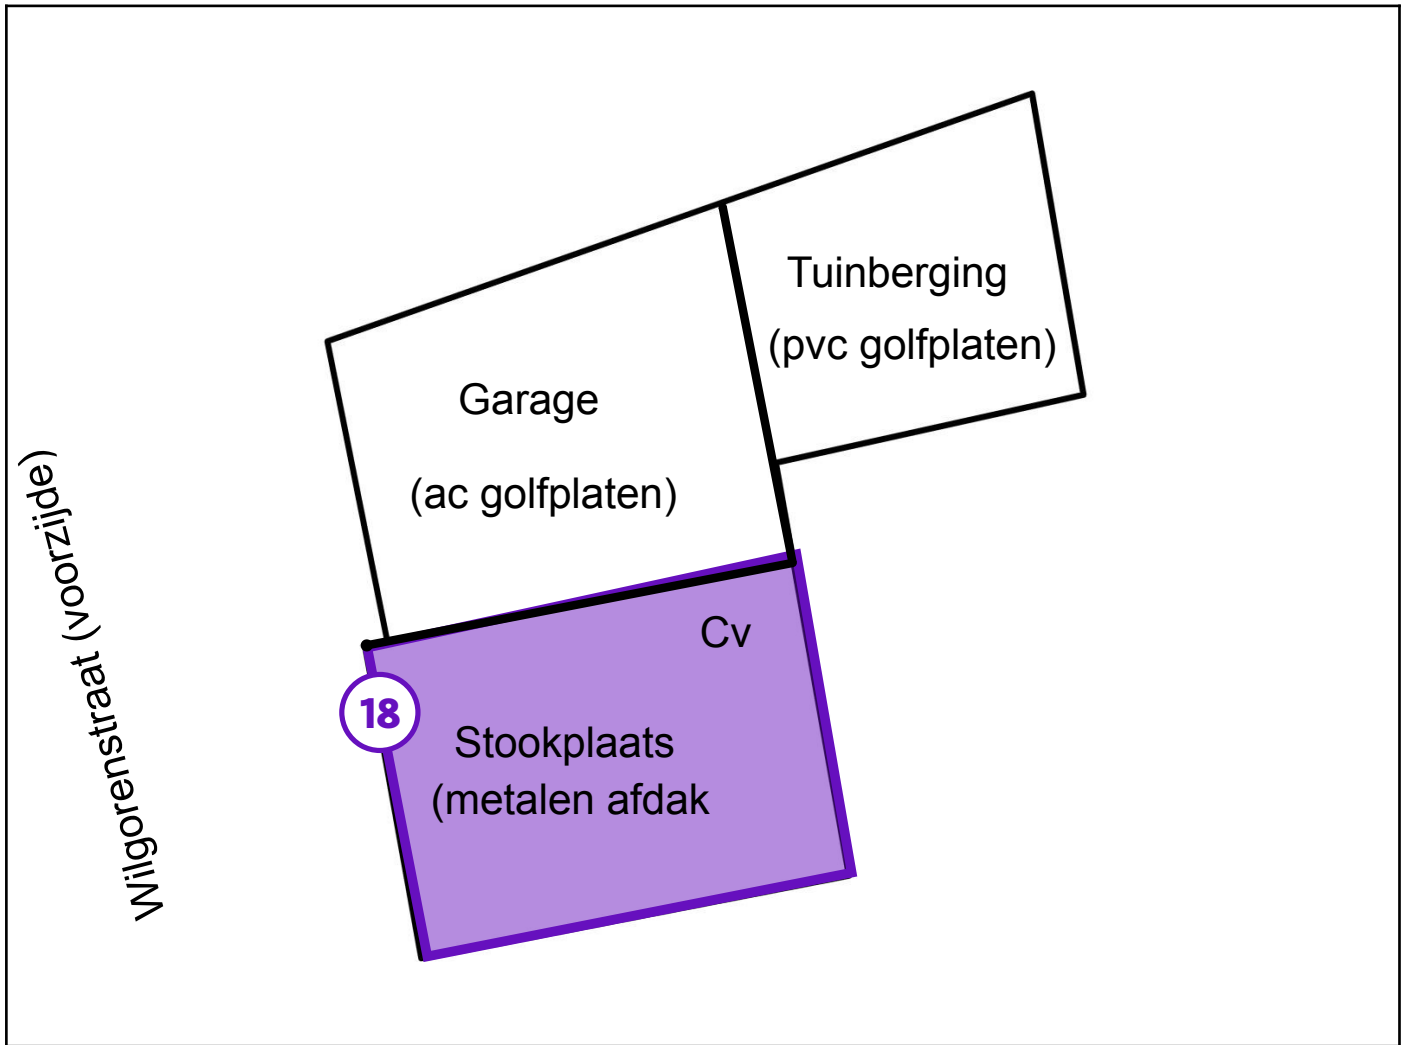 Tuinberging
(pvc golfplaten)
Garage
(ac golfplaten)
Cv
18
Stookplaats
(metalen afdak
Wilgorenstraat (voorzijde)